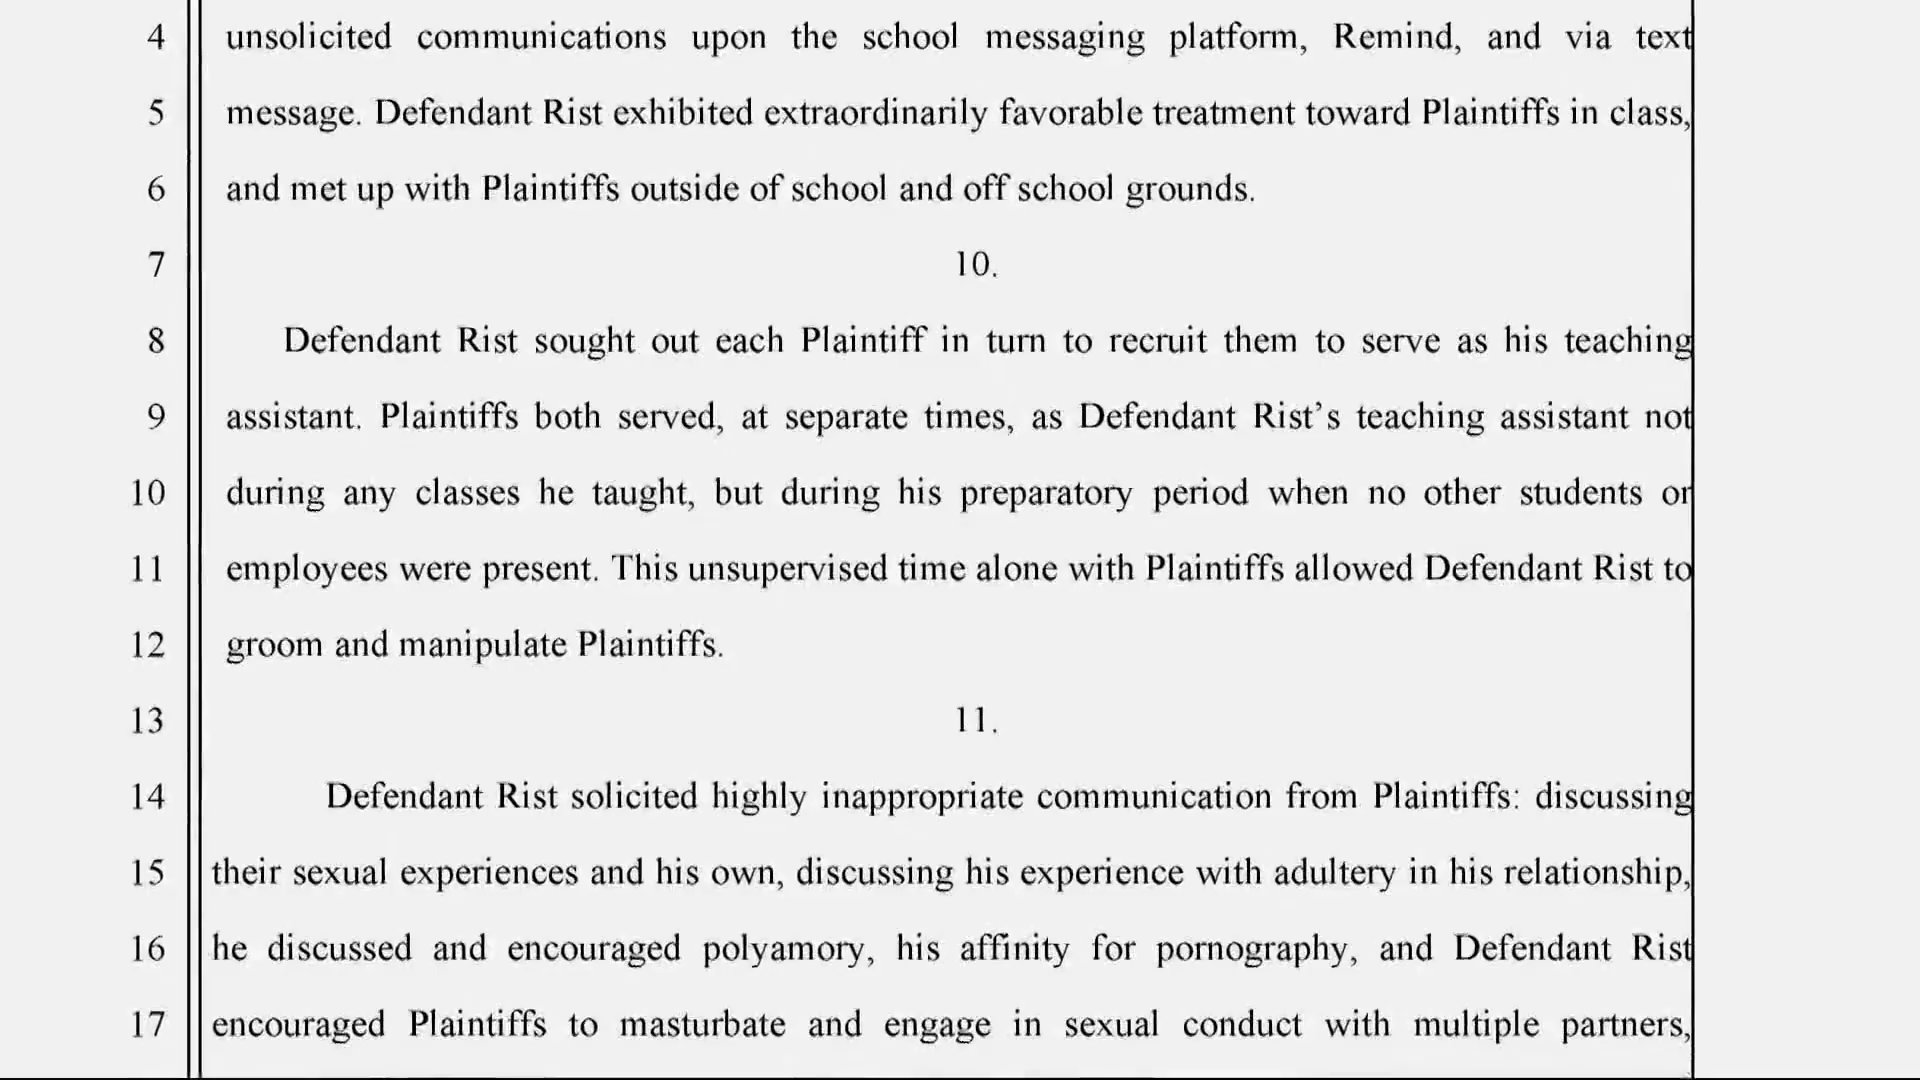 4 unsolicited communications upon the school messaging platform, Remind, and via text
5 message. Defendant Rist exhibited extraordinarily favorable treatment toward Plaintiffs in class,
6 and met up with Plaintiffs outside of school and off school grounds.
7 10.
8 Defendant Rist sought out each Plaintiff in turn to recruit them to serve as his teaching
9 assistant. Plaintiffs both served, at separate times, as Defendant Rist’s teaching assistant not
10 during any classes he taught, but during his preparatory period when no other students or
11 employees were present. This unsupervised time alone with Plaintiffs allowed Defendant Rist to
12 groom and manipulate Plaintiffs.
13 11.
14 Defendant Rist solicited highly inappropriate communication from Plaintiffs: discussing
15 their sexual experiences and his own, discussing his experience with adultery in his relationship,
16 he discussed and encouraged polyamory, his affinity for pornography, and Defendant Rist
17 encouraged Plaintiffs to masturbate and engage in sexual conduct with multiple partners,